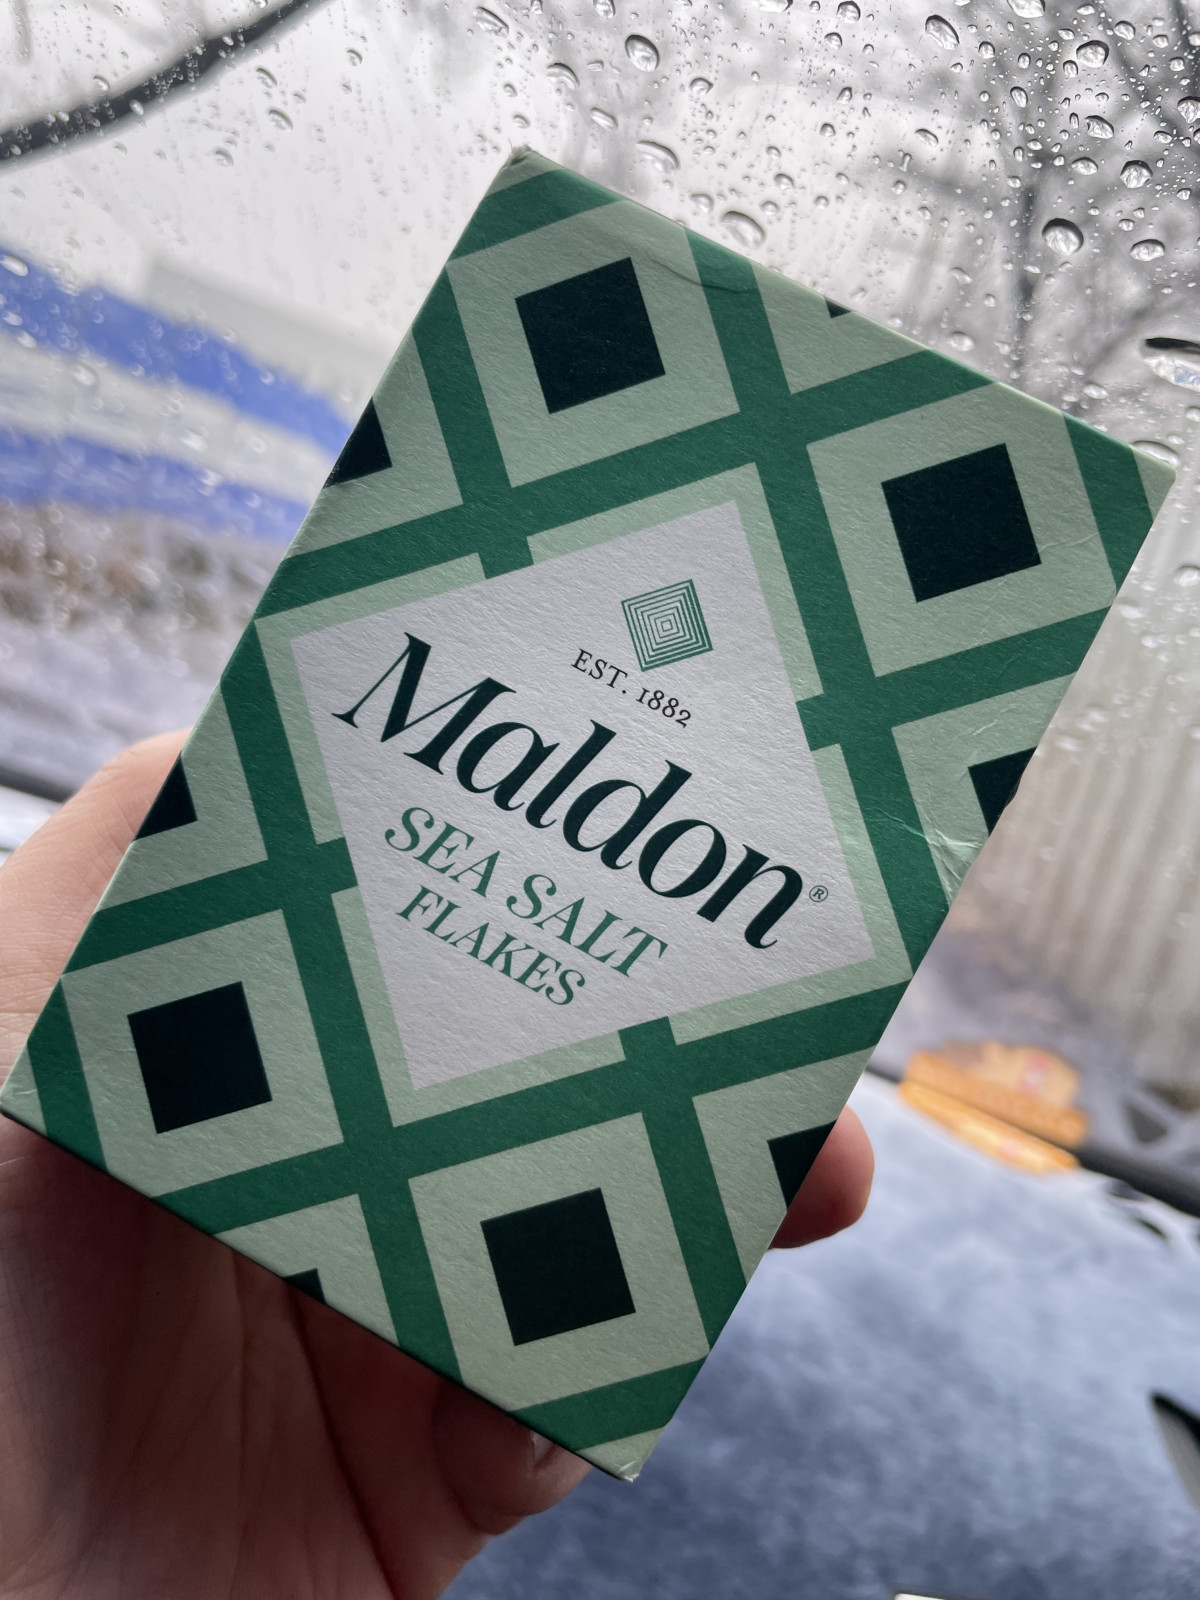 EST. 1882
Maldon®
SEA SALT
FLAKES